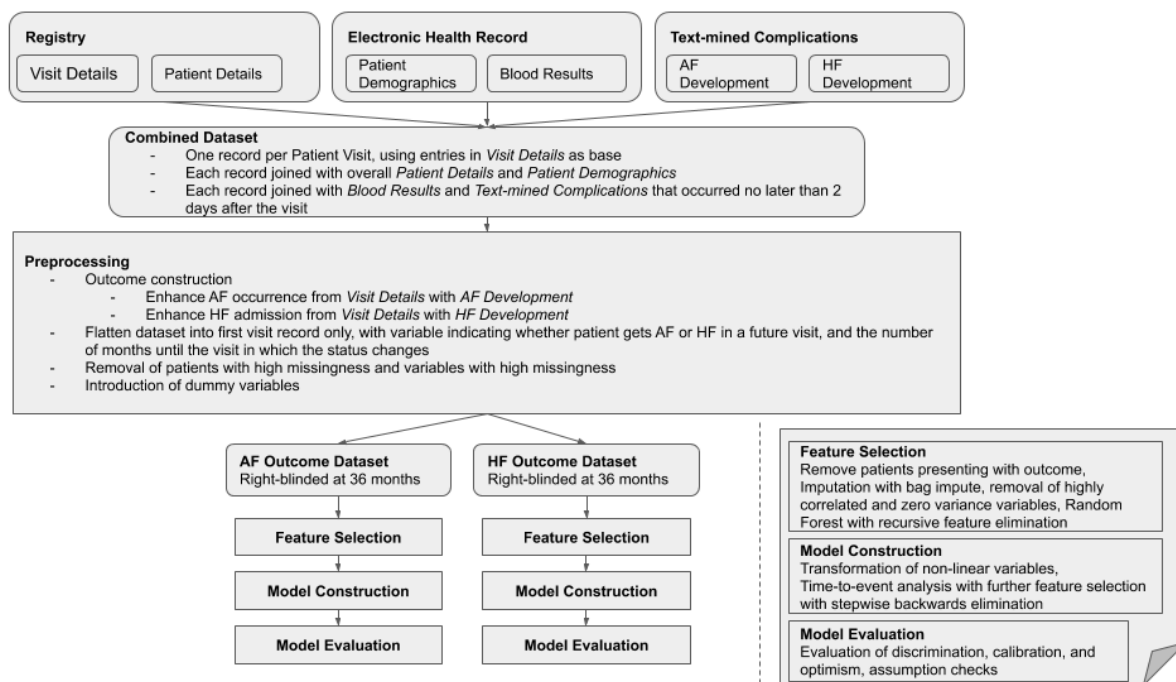 Registry
Visit Details
Patient Details
Electronic Health Record
Patient
Demographics
Blood Results
Text-mined Complications
AF
Development
HF
Development
Combined Dataset
- One record per Patient Visit, using entries in Visit Details as base
- Each record joined with overall Patient Details and Patient Demographics
- Each record joined with Blood Results and Text-mined Complications that occurred no later than 2
days after the visit
Preprocessing
- Outcome construction
- Enhance AF occurrence from Visit Details with AF Development
- Enhance HF admission from Visit Details with HF Development
- Flatten dataset into first visit record only, with variable indicating whether patient gets AF or HF in a future visit, and the number
of months until the visit in which the status changes
- Removal of patients with high missingness and variables with high missingness
- Introduction of dummy variables
AF Outcome Dataset
Right-blinded at 36 months
Feature Selection
Model Construction
Model Evaluation
HF Outcome Dataset
Right-blinded at 36 months
Feature Selection
Model Construction
Model Evaluation
Feature Selection
Remove patients presenting with outcome,
Imputation with bag impute, removal of highly
correlated and zero variance variables, Random
Forest with recursive feature elimination
Model Construction
Transformation of non-linear variables,
Time-to-event analysis with further feature selection
with stepwise backwards elimination
Model Evaluation
Evaluation of discrimination, calibration, and
optimism, assumption checks